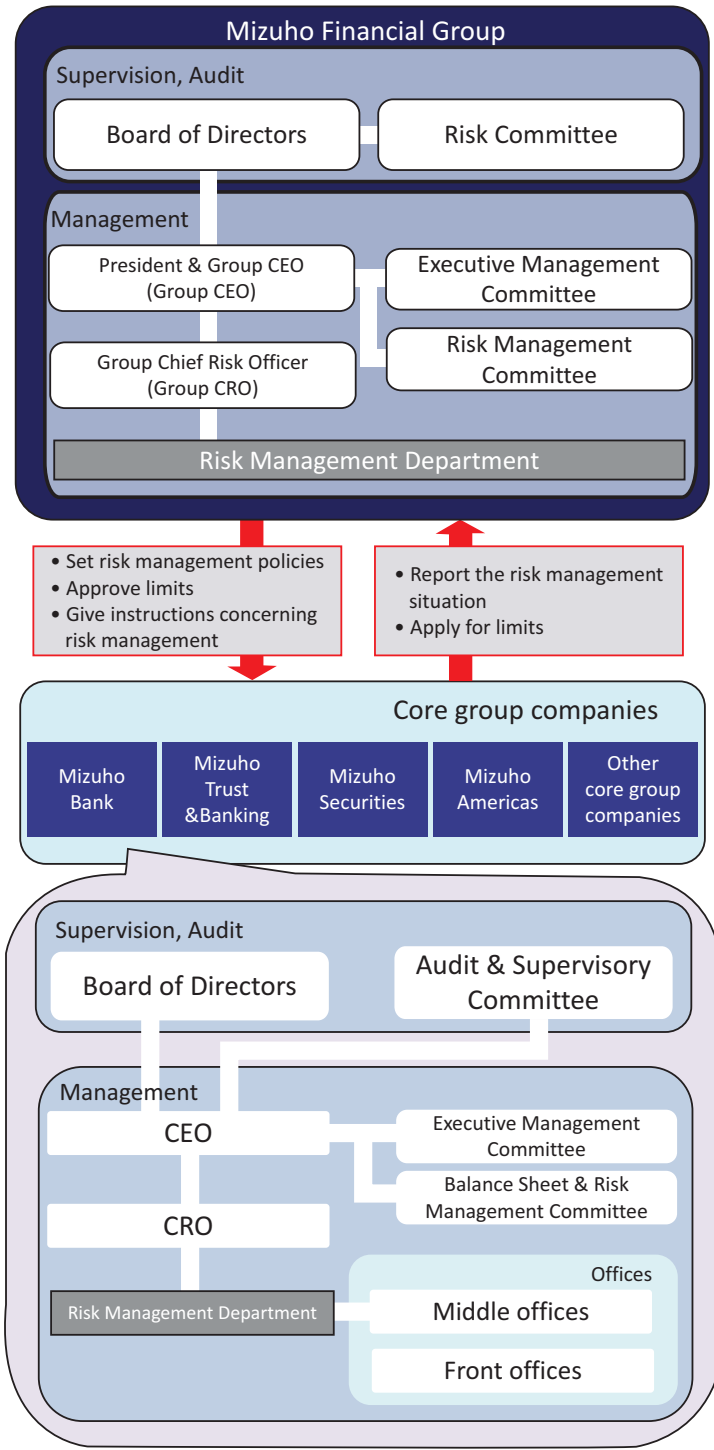 Mizuho Financial Group
Supervision, Audit
Board of Directors
Risk Committee
Management
President & Group CEO
(Group CEO)
Executive Management
Committee
Group Chief Risk Officer
(Group CRO)
Risk Management
Committee
Risk Management Department
• Set risk management policies
• Approve limits
• Give instructions concerning
risk management
• Report the risk management
situation
• Apply for limits
Core group companies
Mizuho
Bank
Mizuho
Trust
&Banking
Mizuho
Securities
Mizuho
Americas
Other
core group
companies
Supervision, Audit
Board of Directors
Audit & Supervisory
Committee
Management
CEO
Executive Management
Committee
CRO
Balance Sheet & Risk
Management Committee
Risk Management Department
Offices
Middle offices
Front offices